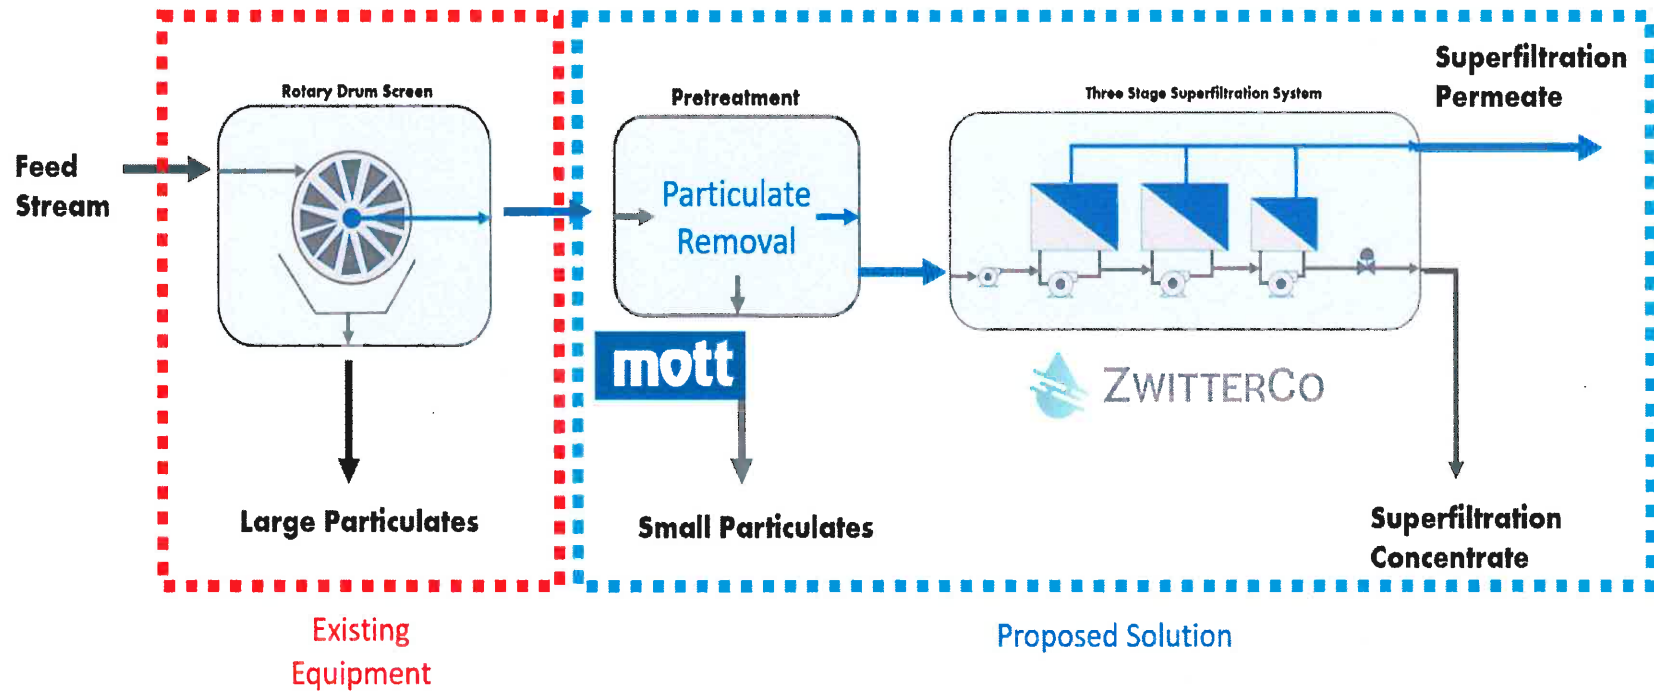 Rotary Drum Screen
Feed
Stream
Large Particulates
Existing
Equipment
Pretreatment
Particulate
Removal
mott
Small Particulates
Three Stage Superfiltration System
ZWITTERCO
Superfiltration
Permeate
Superfiltration
Concentrate
Proposed Solution